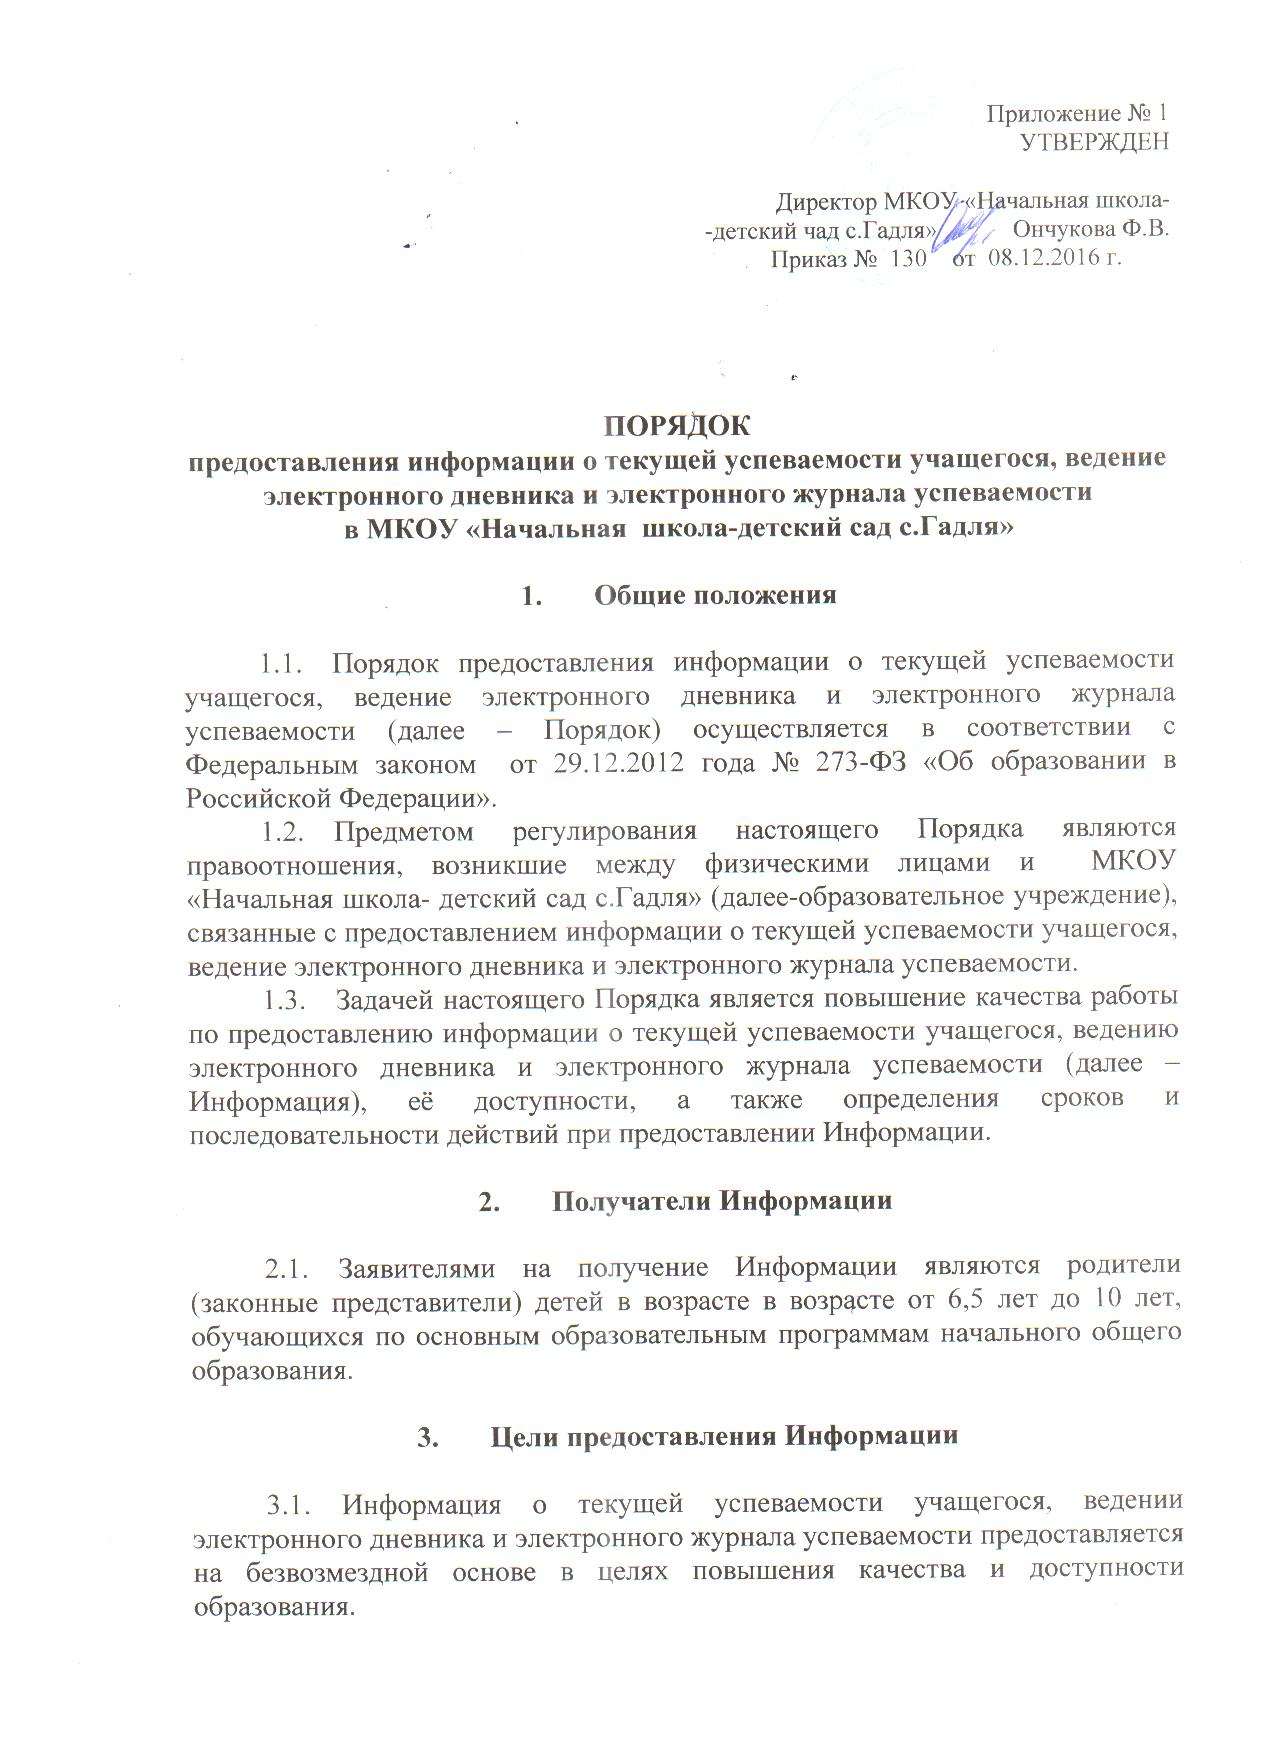 Приложение № 1
УТВЕРЖДЕН
Директор МКОУ «Начальная школа-
-детский чад с.Гадля» Ончукова Ф.В.
Приказ № 130 от 08.12.2016 г.
ПОРЯДОК
предоставления информации о текущей успеваемости учащегося, ведение
электронного дневника и электронного журнала успеваемости
в МКОУ «Начальная школа-детский сад с.Гадля»
1. Общие положения
1.1. Порядок предоставления информации о текущей успеваемости
учащегося, ведение электронного дневника и электронного журнала
успеваемости (далее – Порядок) осуществляется в соответствии с
Федеральным законом от 29.12.2012 года № 273-ФЗ «Об образовании в
Российской Федерации».
1.2. Предметом регулирования настоящего Порядка являются
правоотношения, возникшие между физическими лицами и МКОУ
«Начальная школа- детский сад с.Гадля» (далее-образовательное учреждение),
связанные с предоставлением информации о текущей успеваемости учащегося,
ведение электронного дневника и электронного журнала успеваемости.
1.3. Задачей настоящего Порядка является повышение качества работы
по предоставлению информации о текущей успеваемости учащегося, ведению
электронного дневника и электронного журнала успеваемости (далее –
Информация), её доступности, а также определения сроков и
последовательности действий при предоставлении Информации.
2. Получатели Информации
2.1. Заявителями на получение Информации являются родители
(законные представители) детей в возрасте в возрасте от 6,5 лет до 10 лет,
обучающихся по основным образовательным программам начального общего
образования.
3. Цели предоставления Информации
3.1. Информация о текущей успеваемости учащегося, ведении
электронного дневника и электронного журнала успеваемости предоставляется
на безвозмездной основе в целях повышения качества и доступности
образования.